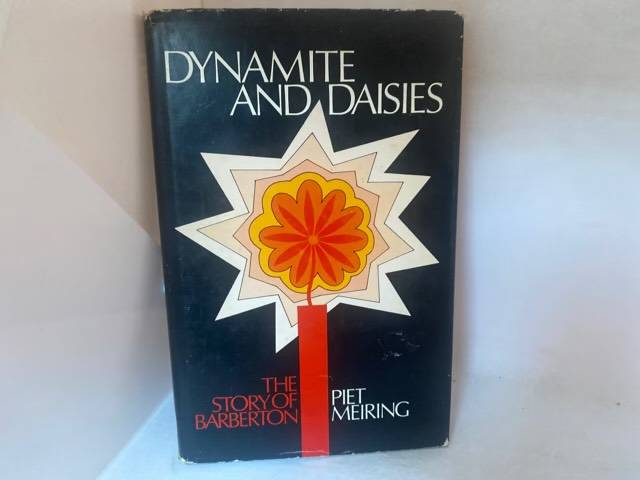 DYNAMITE
AND DAISIES
THE
STORY OF
BARBERTON
PIET
MEIRING